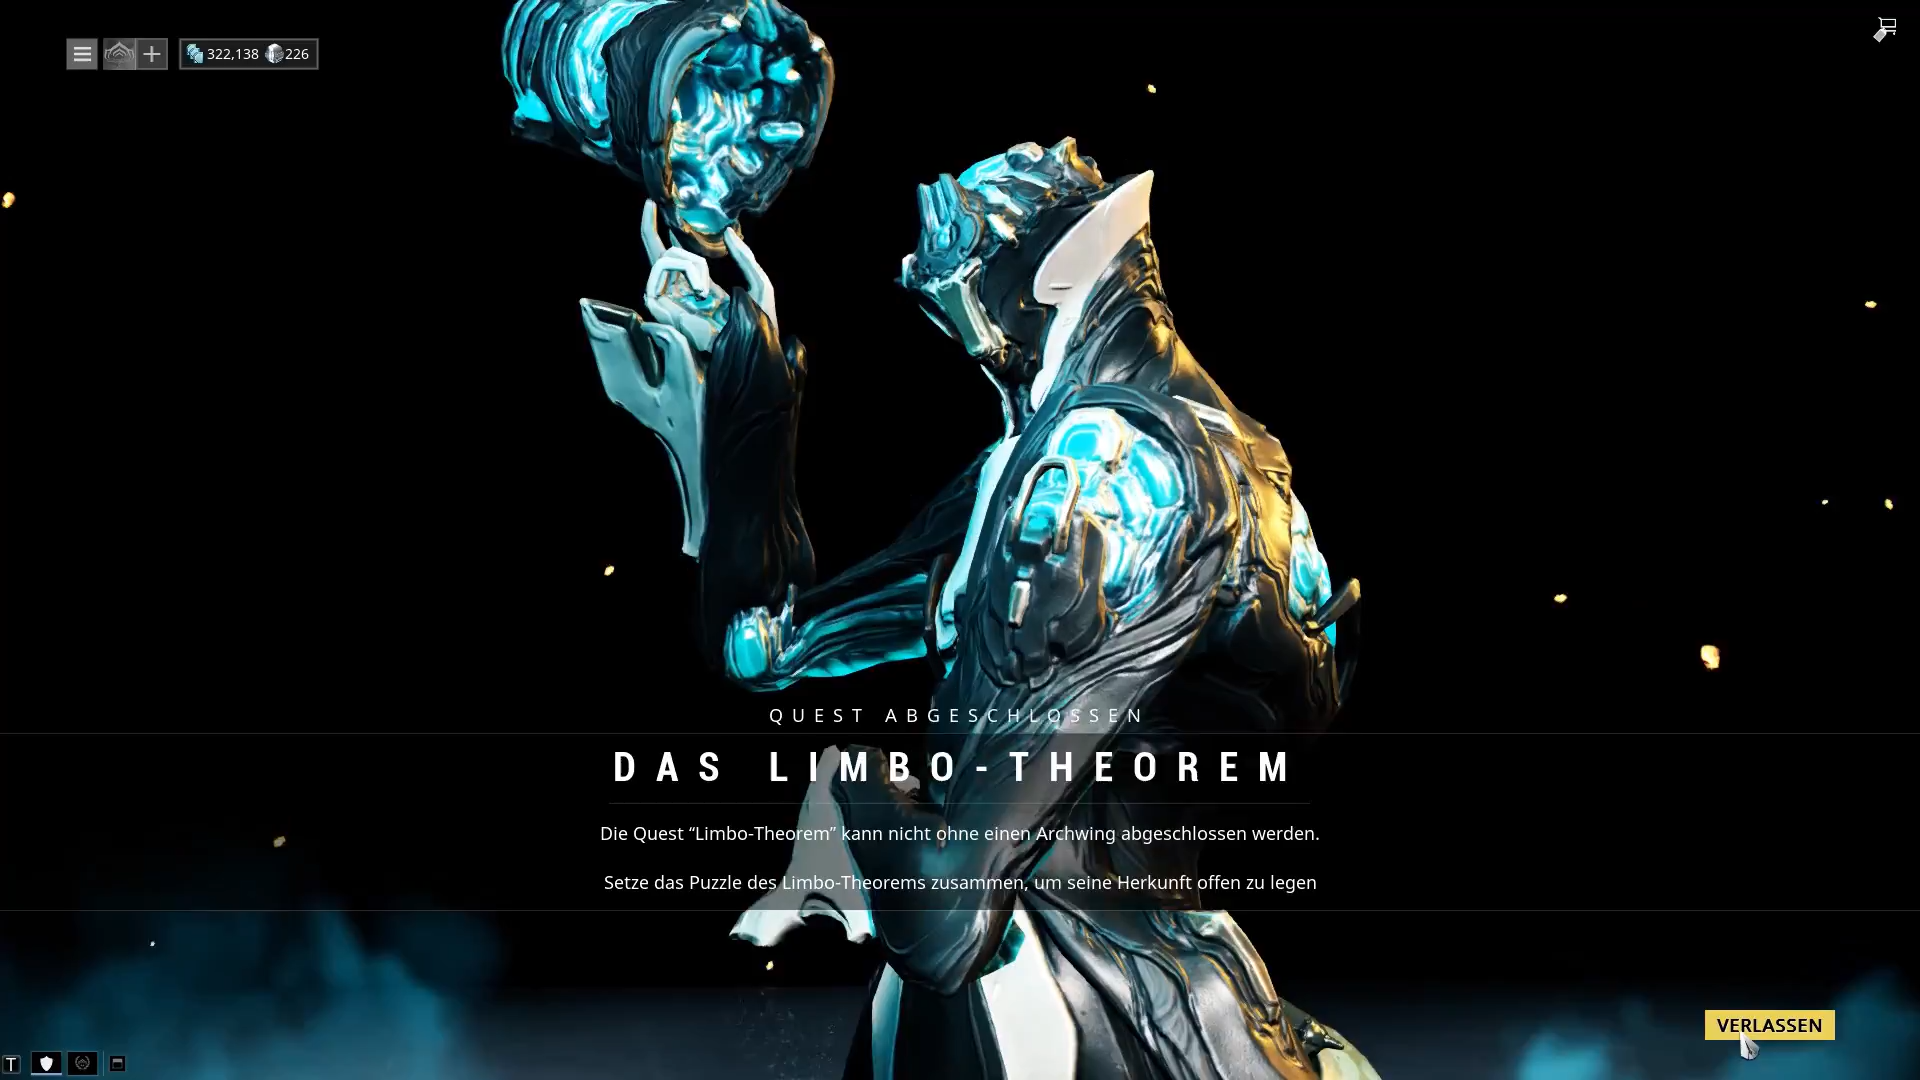 322,138 226
QUEST ABGESCHLOSSEN
DAS LIMBO-THEOREM
Die Quest “Limbo-Theorem” kann nicht ohne einen Archwing abgeschlossen werden.
Setze das Puzzle des Limbo-Theorems zusammen, um seine Herkunft offen zu legen
VERLASSEN
T